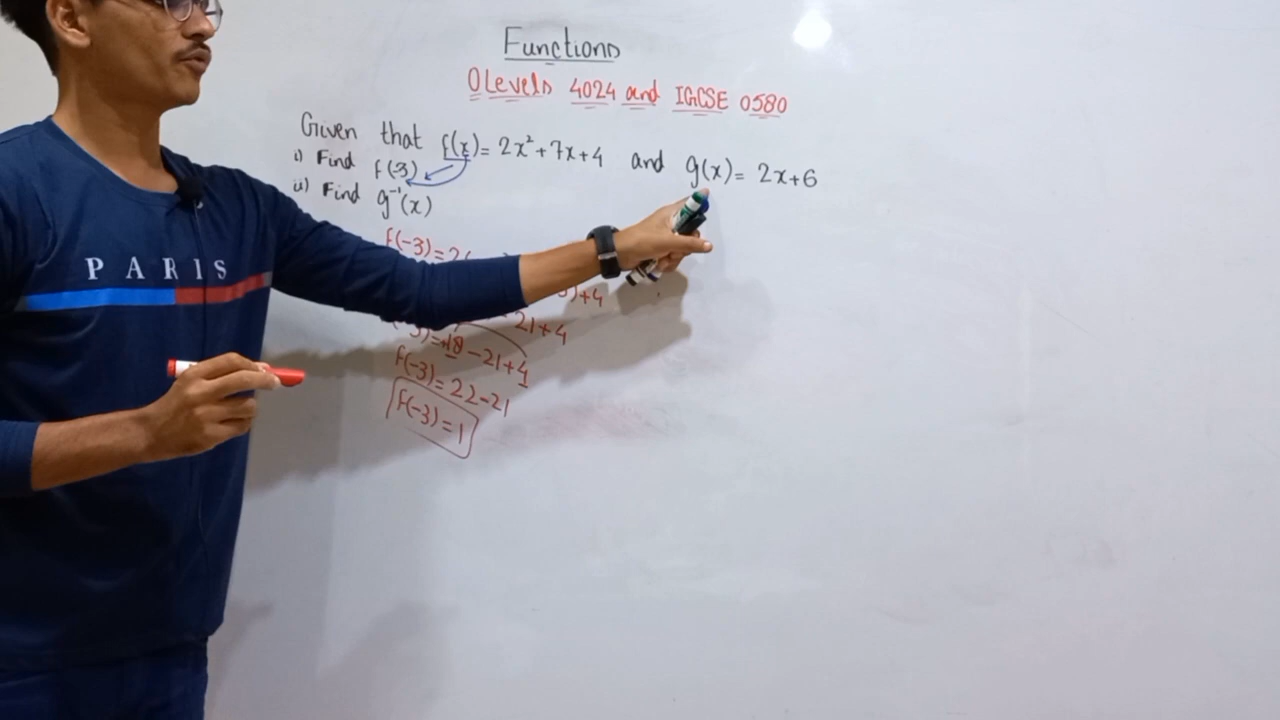 Functions
O Levels 4024 and IGCSE 0580
Given that f(x) = 2x² + 7x + 4 and g(x) = 2x + 6
i) Find f(-3)
ii) Find g⁻¹(x)
f(-3) = 2(
3) + 4
21 + 4
3) = +18 - 21 + 4
f(-3) = 22 - 21
f(-3) = 1
PARIS